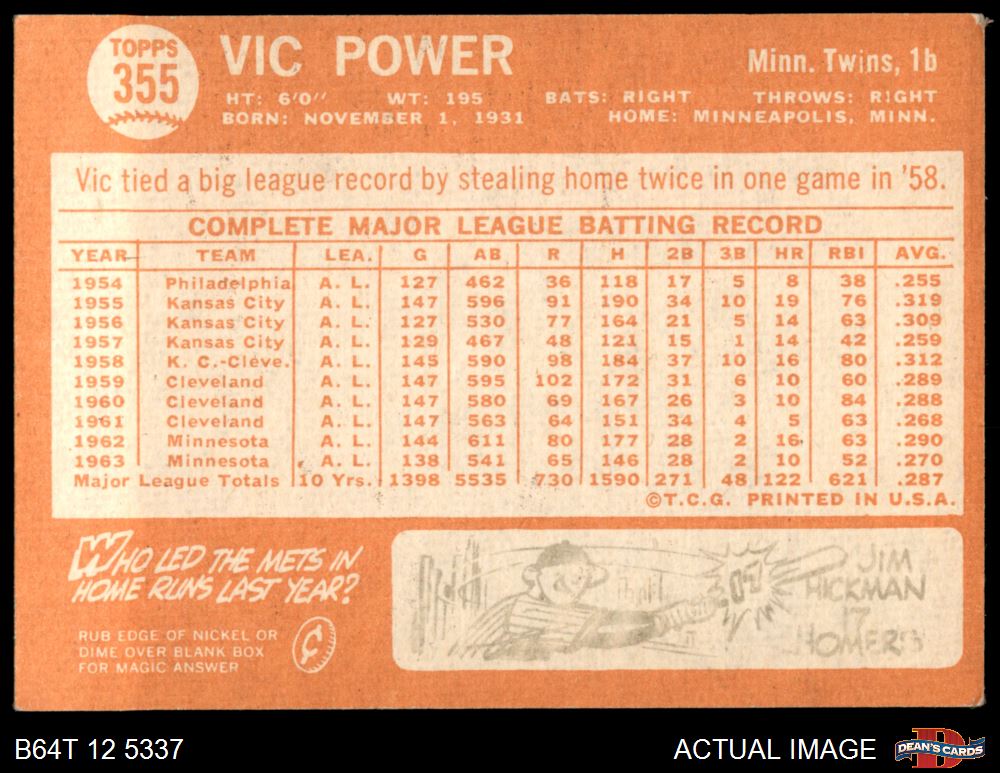 TOPPS
355
VIC POWER
Minn. Twins, 1b
HT: 6'0" WT: 195 BATS: RIGHT THROWS: RIGHT
BORN: NOVEMBER 1, 1931 HOME: MINNEAPOLIS, MINN.
Vic tied a big league record by stealing home twice in one game in '58.
COMPLETE MAJOR LEAGUE BATTING RECORD
YEAR TEAM LEA. G AB R H 2B 3B HR RBI AVG.
1954 Philadelphia A. L. 127 462 36 118 17 5 8 38 .255
1955 Kansas City A. L. 147 596 91 190 34 10 19 76 .319
1956 Kansas City A. L. 127 530 77 164 21 5 14 63 .309
1957 Kansas City A. L. 129 467 48 121 15 1 14 42 .259
1958 K. C.-Cleve. A. L. 145 590 98 184 37 10 16 80 .312
1959 Cleveland A. L. 147 595 102 172 31 6 10 60 .289
1960 Cleveland A. L. 147 580 69 167 26 3 10 84 .288
1961 Cleveland A. L. 147 563 64 151 34 4 5 63 .268
1962 Minnesota A. L. 144 611 80 177 28 2 16 63 .290
1963 Minnesota A. L. 138 541 65 146 28 2 10 52 .270
Major League Totals 10 Yrs. 1398 5535 730 1590 271 48 122 621 .287
©T.C.G. PRINTED IN U.S.A.
WHO LED THE METS IN
HOME RUNS LAST YEAR?
RUB EDGE OF NICKEL OR
DIME OVER BLANK BOX
FOR MAGIC ANSWER
JIM
HICKMAN
17
HOMERS
B64T 12 5337
ACTUAL IMAGE
D
DEAN'S CARDS